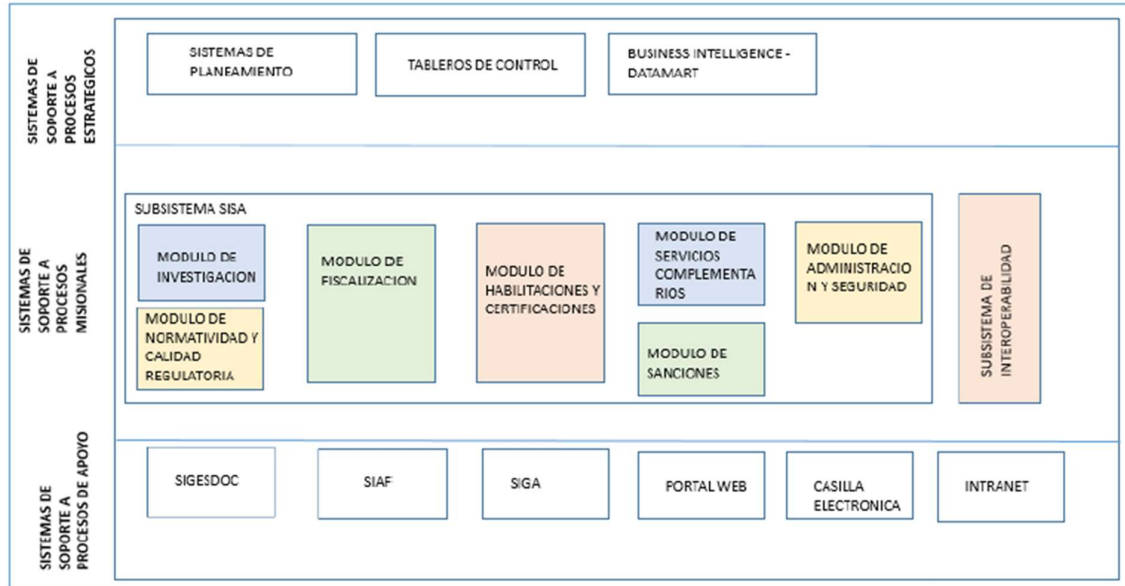 SISTEMAS DE
SOPORTE A
PROCESOS
ESTRATEGICOS
SISTEMAS DE
PLANEAMIENTO
TABLEROS DE CONTROL
BUSINESS INTELLIGENCE -
DATAMART
SISTEMAS DE
SOPORTE A
PROCESOS
MISIONALES
SUBSISTEMA SISA
MODULO DE
INVESTIGACION
MODULO DE
NORMATIVIDAD Y
CALIDAD
REGULATORIA
MODULO DE
FISCALIZACION
MODULO DE
HABILITACIONES Y
CERTIFICACIONES
MODULO DE
SERVICIOS
COMPLEMENTA
RIOS
MODULO DE
SANCIONES
MODULO DE
ADMINISTRACIO
N Y SEGURIDAD
SUBSISTEMA DE
INTEROPERABILIDAD
SISTEMAS DE
SOPORTE A
PROCESOS DE APOYO
SIGESDOC
SIAF
SIGA
PORTAL WEB
CASILLA
ELECTRONICA
INTRANET